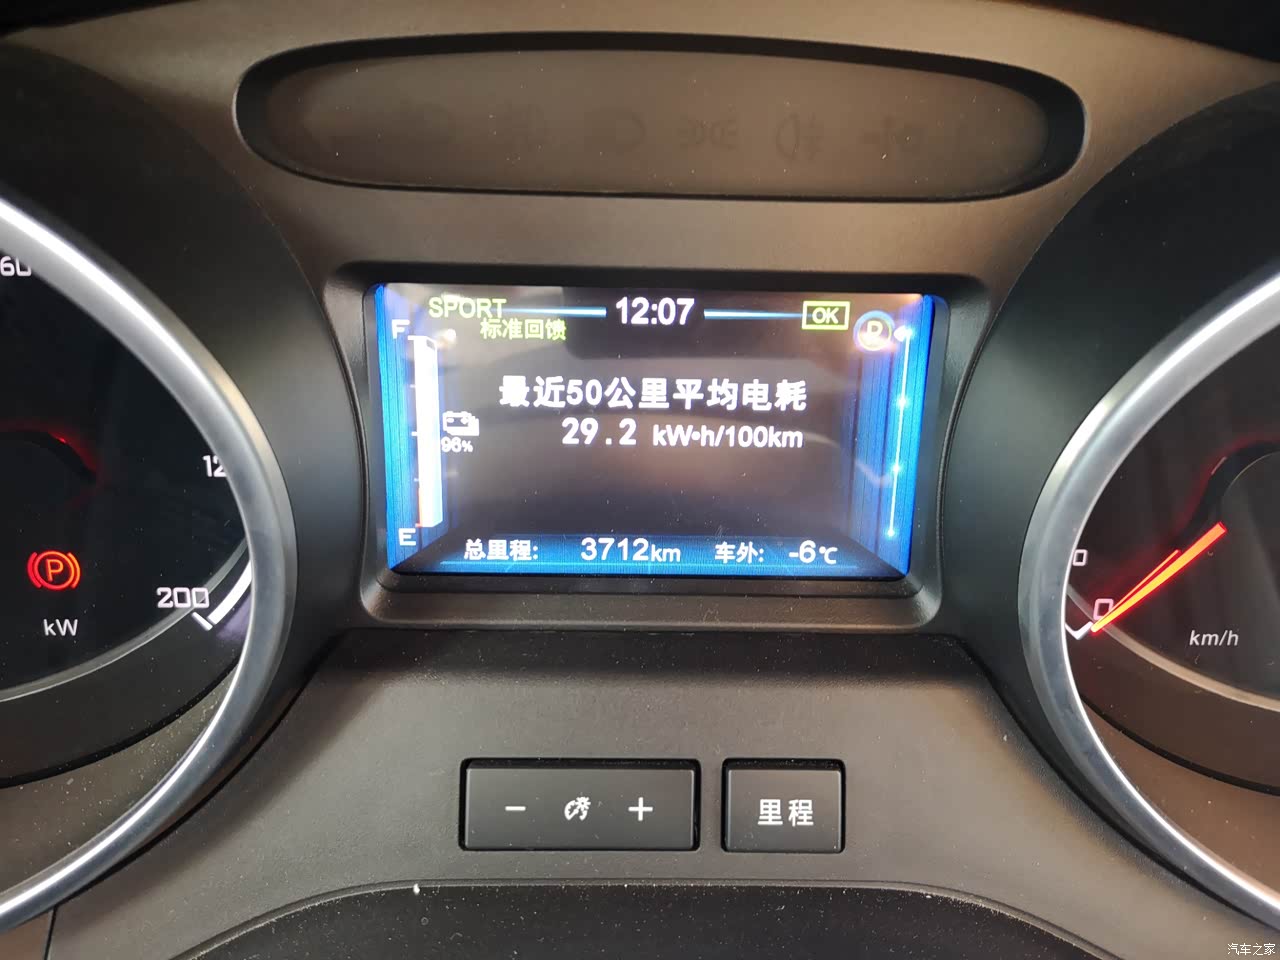 SPORT
12:07
OK
标准回馈
F
P
最近50公里平均电耗
29.2 kW•h/100km
96%
E
总里程: 3712km 车外: -6℃
60
12
200
P
kW
0
0
km/h
- +
里程
汽车之家